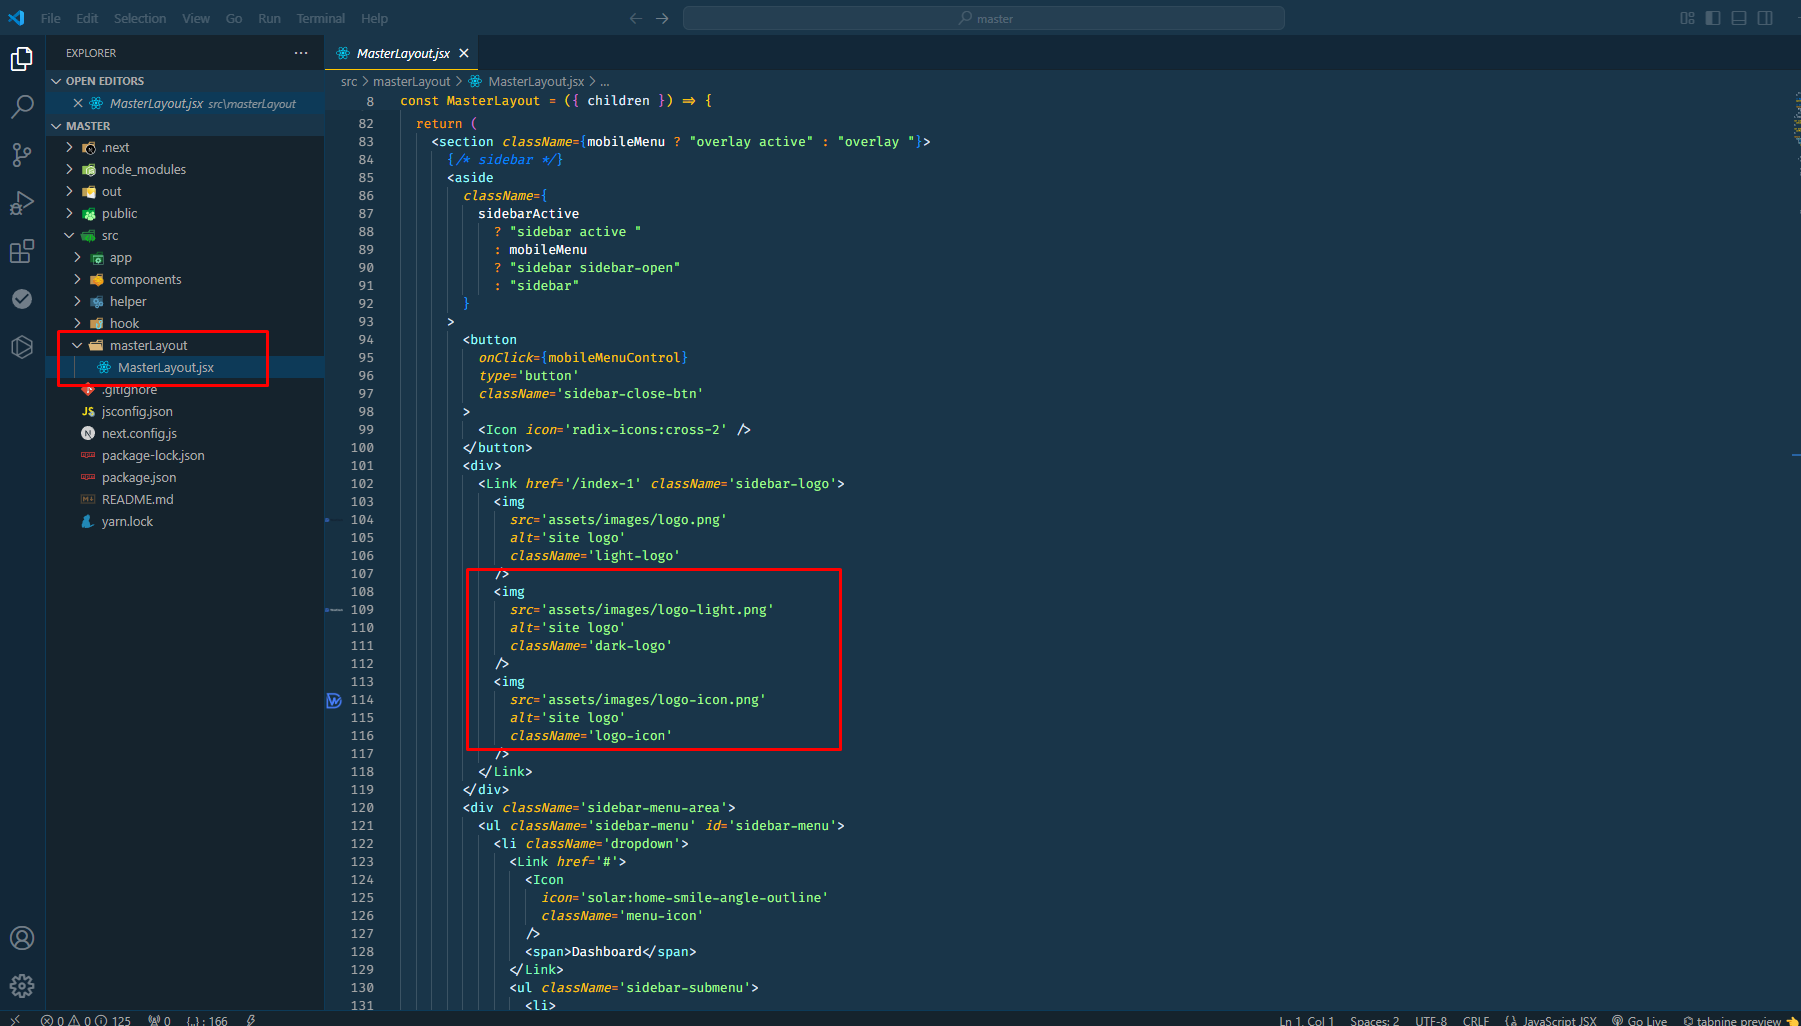 File Edit Selection View Go Run Terminal Help
master
EXPLORER
OPEN EDITORS
MasterLayout.jsx src\masterLayout
MASTER
.next
node_modules
out
public
src
app
components
helper
hook
masterLayout
MasterLayout.jsx
.gitignore
JS jsconfig.json
N next.config.js
package-lock.json
package.json
README.md
yarn.lock
MasterLayout.jsx
src > masterLayout > MasterLayout.jsx > ...
8 const MasterLayout = ({ children }) => {
82 return (
83 <section className={mobileMenu ? "overlay active" : "overlay "}>
84 {/* sidebar */}
85 <aside
86 className={
87 sidebarActive
88 ? "sidebar active "
89 : mobileMenu
90 ? "sidebar sidebar-open"
91 : "sidebar"
92 }
93 >
94 <button
95 onClick={mobileMenuControl}
96 type='button'
97 className='sidebar-close-btn'
98 >
99 <Icon icon='radix-icons:cross-2' />
100 </button>
101 <div>
102 <Link href='/index-1' className='sidebar-logo'>
103 <img
104 src='assets/images/logo.png'
105 alt='site logo'
106 className='light-logo'
107 />
108 <img
109 src='assets/images/logo-light.png'
110 alt='site logo'
111 className='dark-logo'
112 />
113 <img
114 src='assets/images/logo-icon.png'
115 alt='site logo'
116 className='logo-icon'
117 />
118 </Link>
119 </div>
120 <div className='sidebar-menu-area'>
121 <ul className='sidebar-menu' id='sidebar-menu'>
122 <li className='dropdown'>
123 <Link href='#'>
124 <Icon
125 icon='solar:home-smile-angle-outline'
126 className='menu-icon'
127 />
128 <span>Dashboard</span>
129 </Link>
130 <ul className='sidebar-submenu'>
131 <li>
0 0 125 0 {..} : 166
Ln 1, Col 1 Spaces: 2 UTF-8 CRLF {} JavaScript JSX Go Live tabnine preview